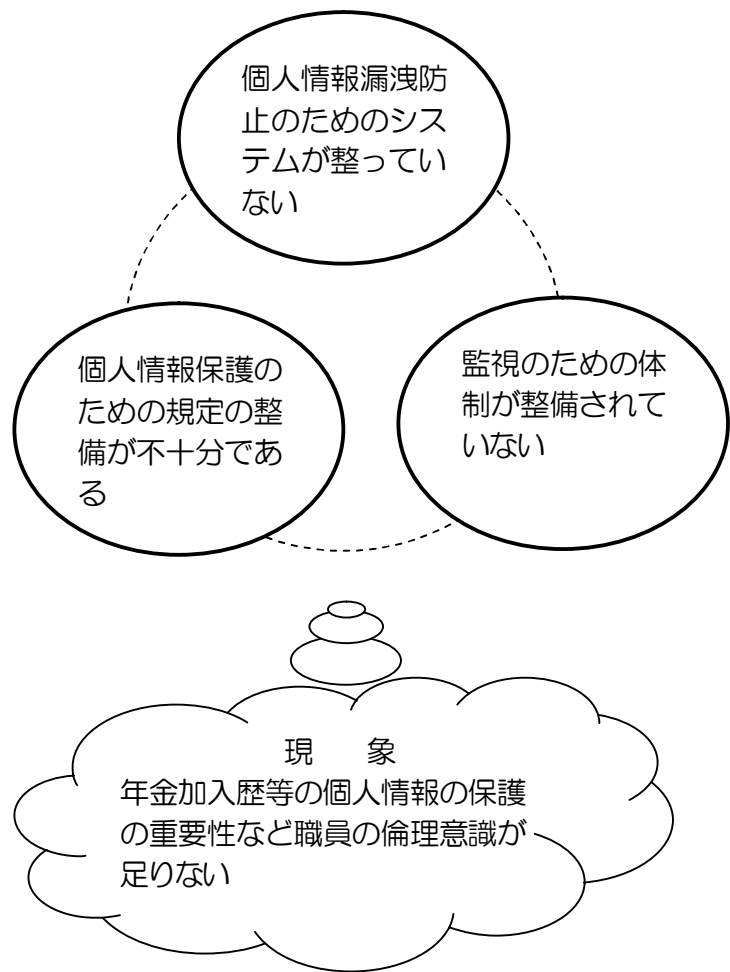 個人情報漏洩防
止のためのシス
テムが整ってい
ない
個人情報保護の
ための規定の整
備が不十分であ
る
監視のための体
制が整備されて
いない
現　象
年金加入歴等の個人情報の保護
の重要性など職員の倫理意識が
足りない